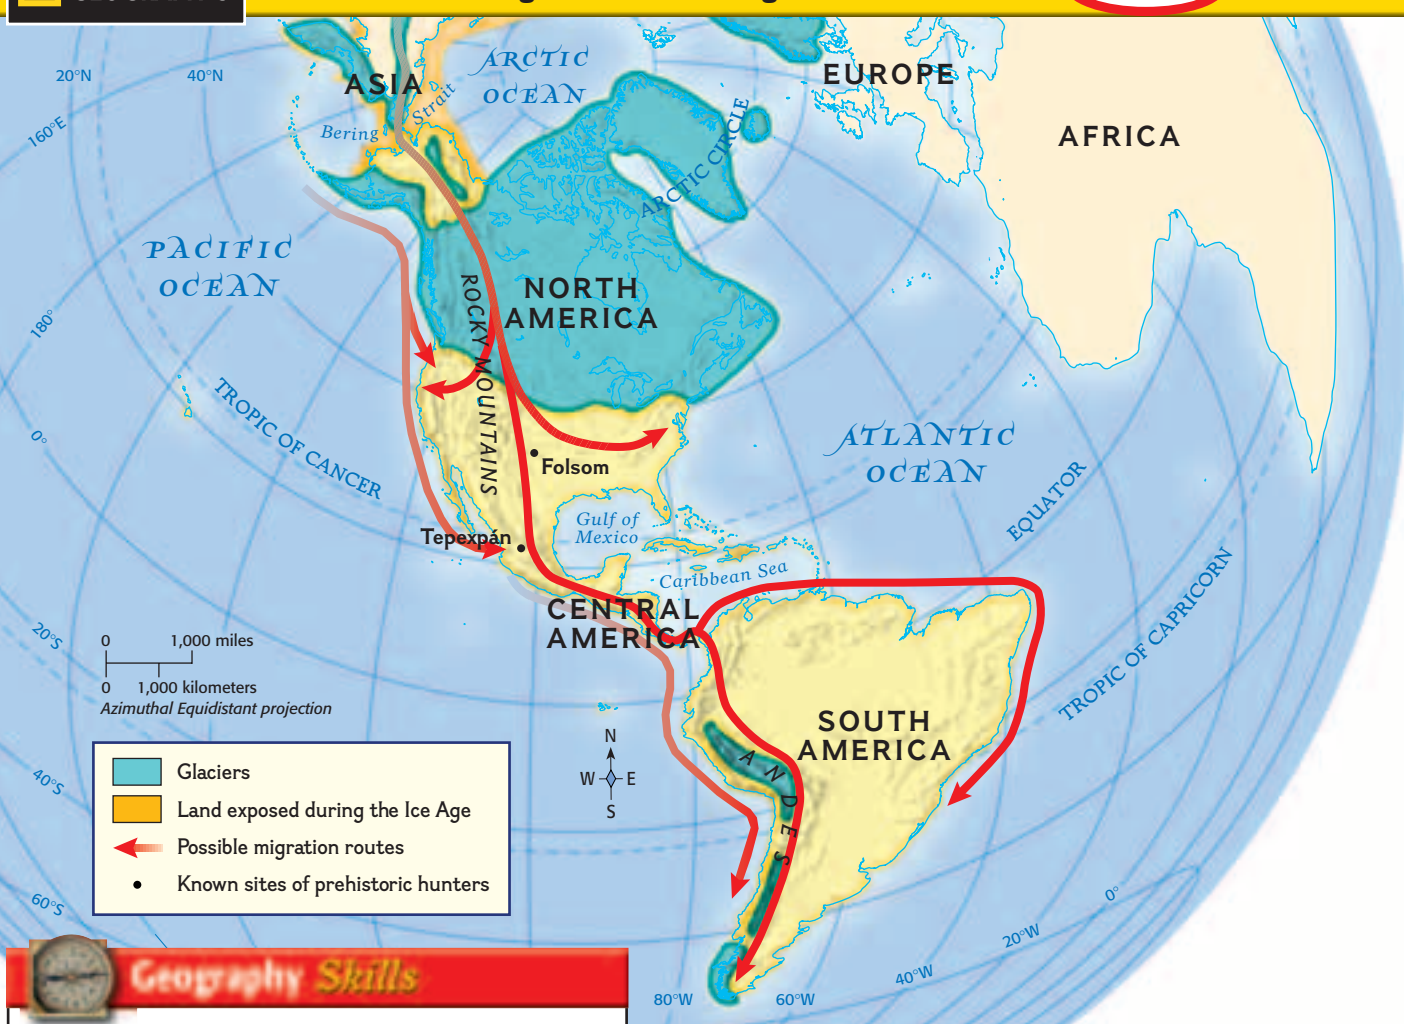 ARCTIC
OCEAN
EUROPE
ASIA
20°N
40°N
160°E
Bering Strait
AFRICA
ARCTIC CIRCLE
PACIFIC
OCEAN
ROCKY MOUNTAINS
NORTH
AMERICA
180°
TROPIC OF CANCER
0°
ATLANTIC
OCEAN
Folsom
EQUATOR
Gulf of
Mexico
Tepexpán
Caribbean Sea
CENTRAL
AMERICA
TROPIC OF CAPRICORN
20°S
0 1,000 miles
0 1,000 kilometers
Azimuthal Equidistant projection
SOUTH
AMERICA
ANDES
N
W E
S
40°S
Glaciers
Land exposed during the Ice Age
Possible migration routes
Known sites of prehistoric hunters
60°S
0°
20°W
40°W
60°W
80°W
Geography Skills